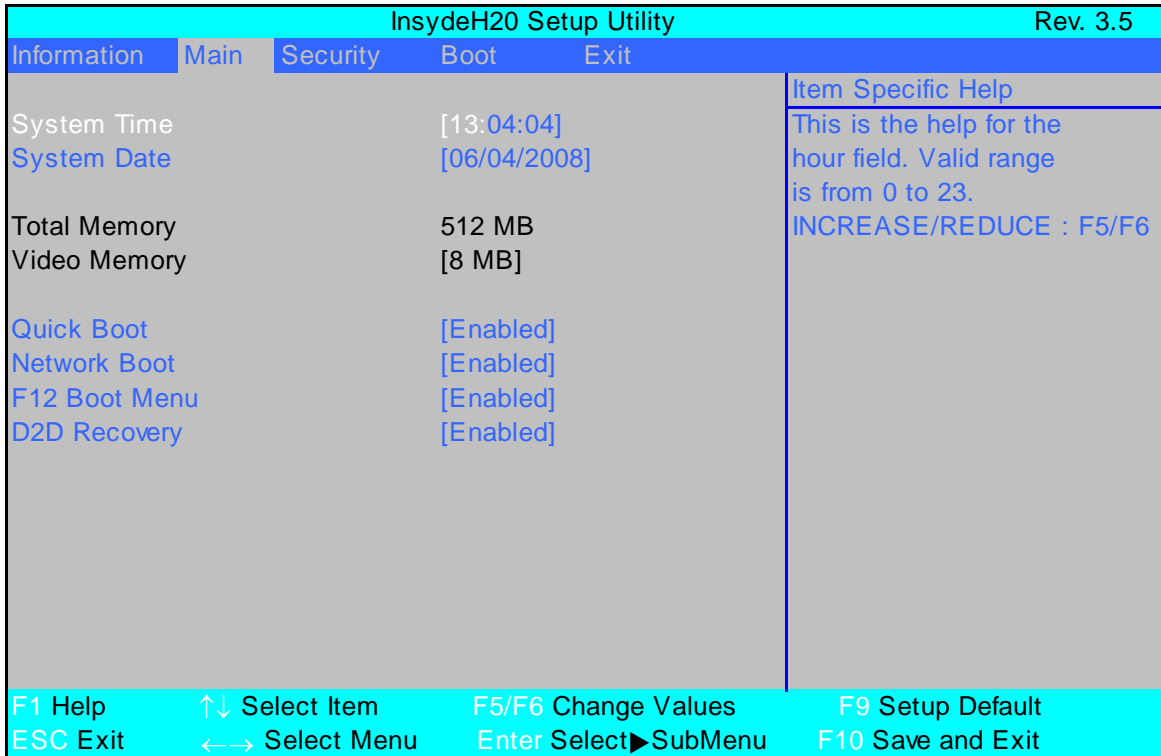 InsydeH20 Setup Utility Rev. 3.5
Information Main Security Boot Exit
System Time [13:04:04]
System Date [06/04/2008]
Total Memory 512 MB
Video Memory [8 MB]
Quick Boot [Enabled]
Network Boot [Enabled]
F12 Boot Menu [Enabled]
D2D Recovery [Enabled]
Item Specific Help
This is the help for the
hour field. Valid range
is from 0 to 23.
INCREASE/REDUCE : F5/F6
F1 Help ↑↓ Select Item F5/F6 Change Values F9 Setup Default
ESC Exit ←→ Select Menu Enter Select▶SubMenu F10 Save and Exit